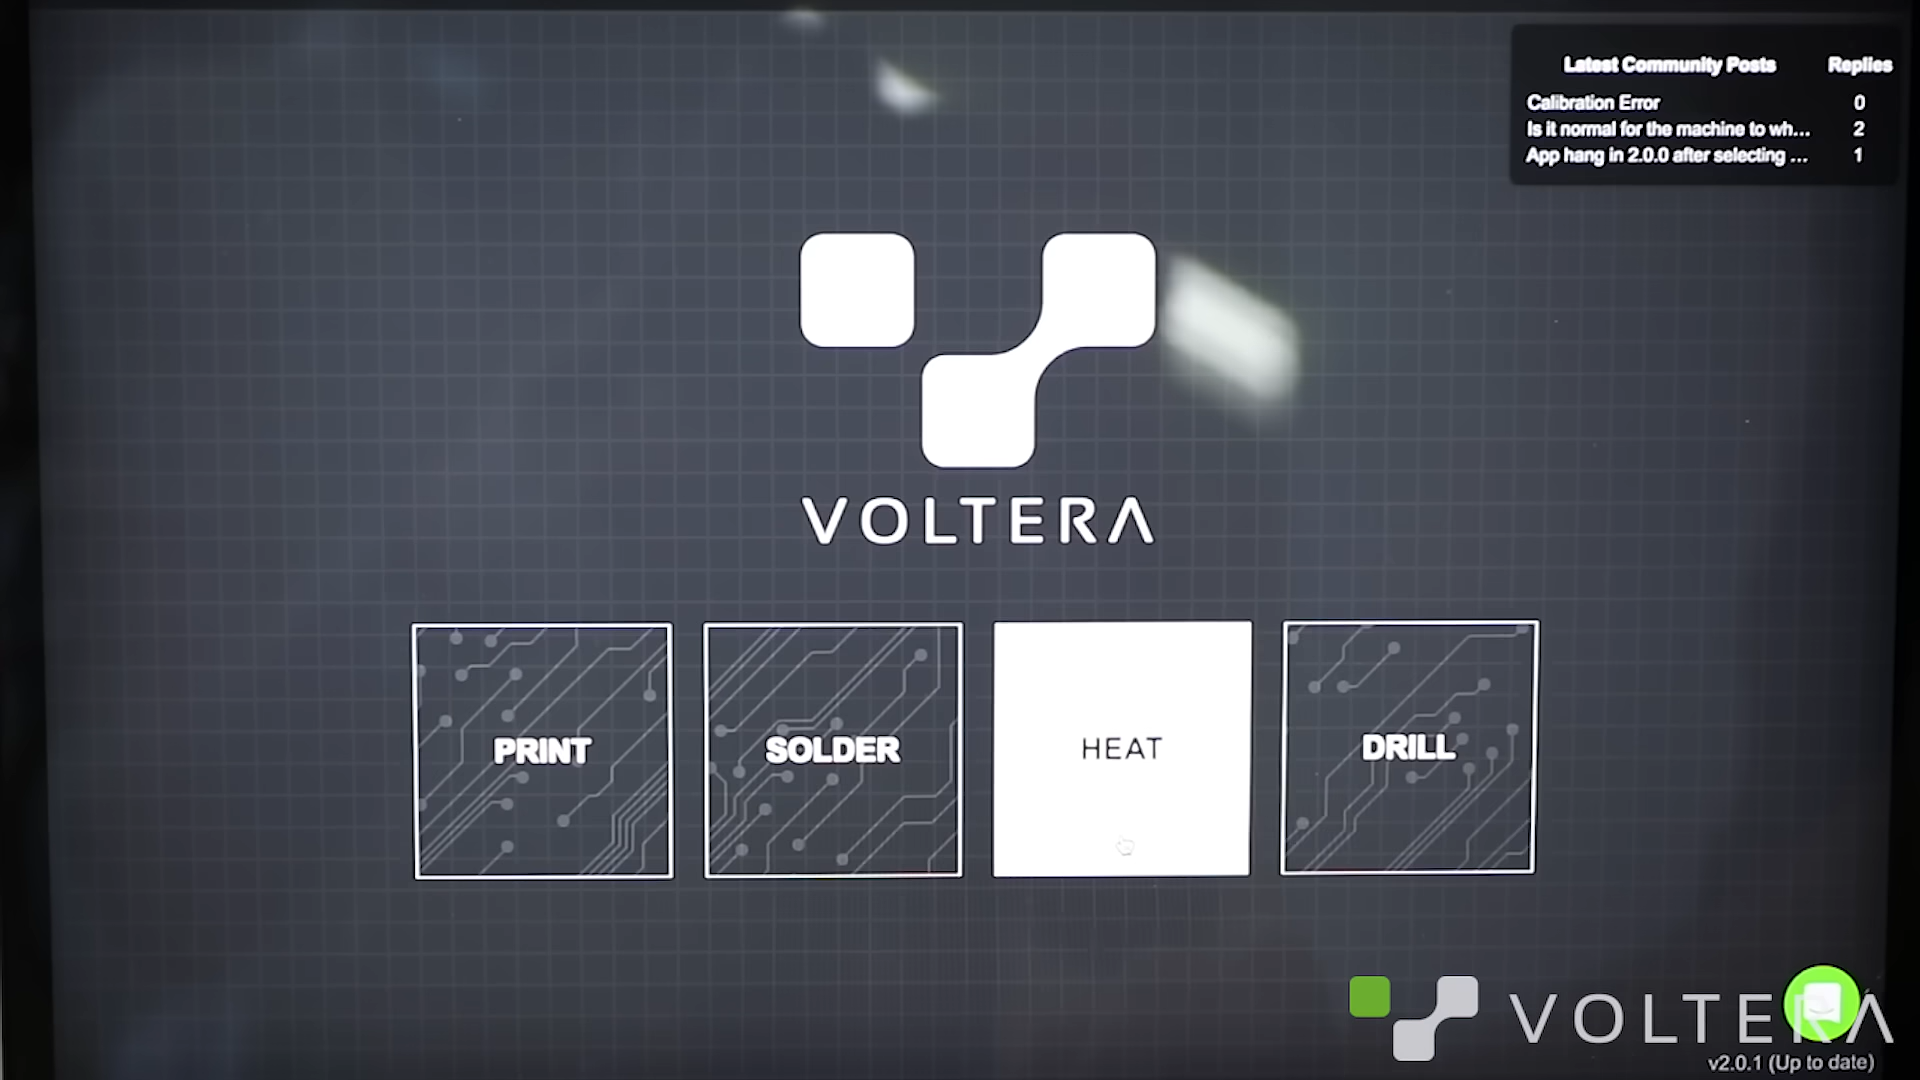 Latest Community Posts Replies
Calibration Error 0
Is it normal for the machine to wh... 2
App hang in 2.0.0 after selecting ... 1
VOLTERA
PRINT
SOLDER
HEAT
DRILL
VOLTERA
v2.0.1 (Up to date)